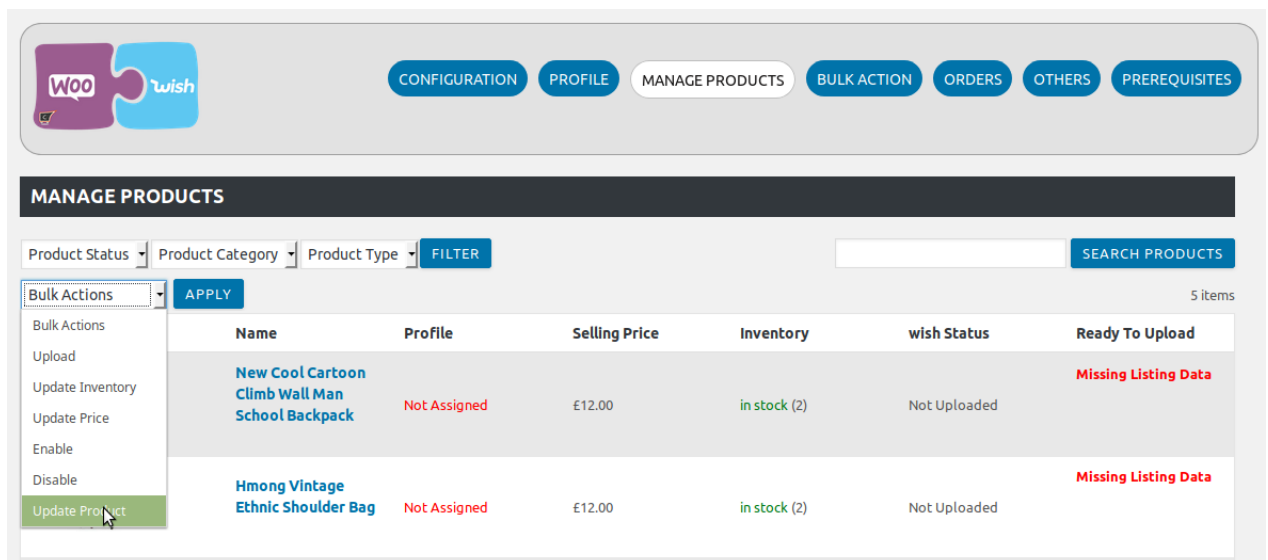 WOO wish
CONFIGURATION PROFILE MANAGE PRODUCTS BULK ACTION ORDERS OTHERS PREREQUISITES
MANAGE PRODUCTS
Product Status Product Category Product Type FILTER SEARCH PRODUCTS
Bulk Actions APPLY 5 items
Bulk Actions
Upload
Update Inventory
Update Price
Enable
Disable
Update Product
Name Profile Selling Price Inventory wish Status Ready To Upload
New Cool Cartoon
Climb Wall Man
School Backpack
Not Assigned £12.00 in stock (2) Not Uploaded
Missing Listing Data
Hmong Vintage
Ethnic Shoulder Bag
Not Assigned £12.00 in stock (2) Not Uploaded
Missing Listing Data